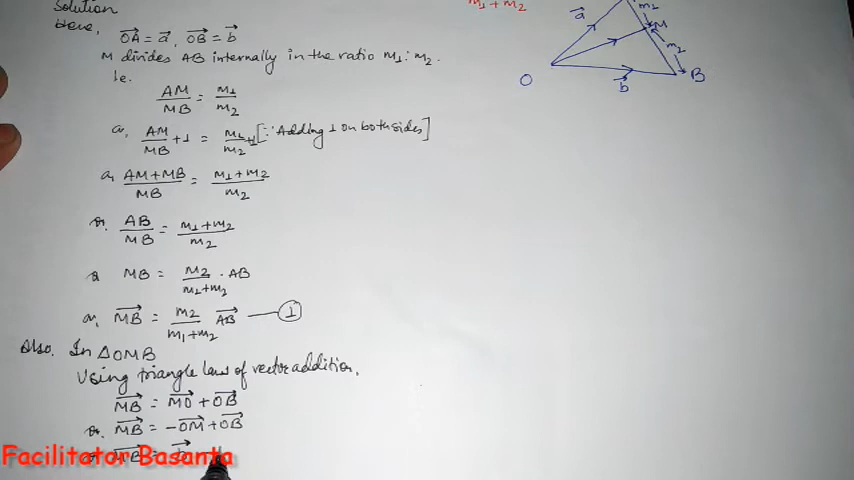 Solution
m₁+m₂
Here,
OA⃗ = a⃗, OB⃗ = b⃗
a⃗
M
m₁
m₂
O
b⃗
B
M divides AB internally in the ratio m₁:m₂.
i.e.
AM/MB = m₁/m₂
or, AM/MB + 1 = m₁/m₂ + 1 [∵ Adding 1 on both sides]
or, (AM+MB)/MB = (m₁+m₂)/m₂
or, AB/MB = (m₁+m₂)/m₂
or MB = m₂/(m₁+m₂) · AB
or, MB⃗ = m₂/(m₁+m₂) AB⃗ — ①
Also, In △OMB
Using triangle law of vector addition,
MB⃗ = MO⃗ + OB⃗
or, MB⃗ = -OM⃗ + OB⃗
or MB⃗ = b⃗
Facilitator Basanta